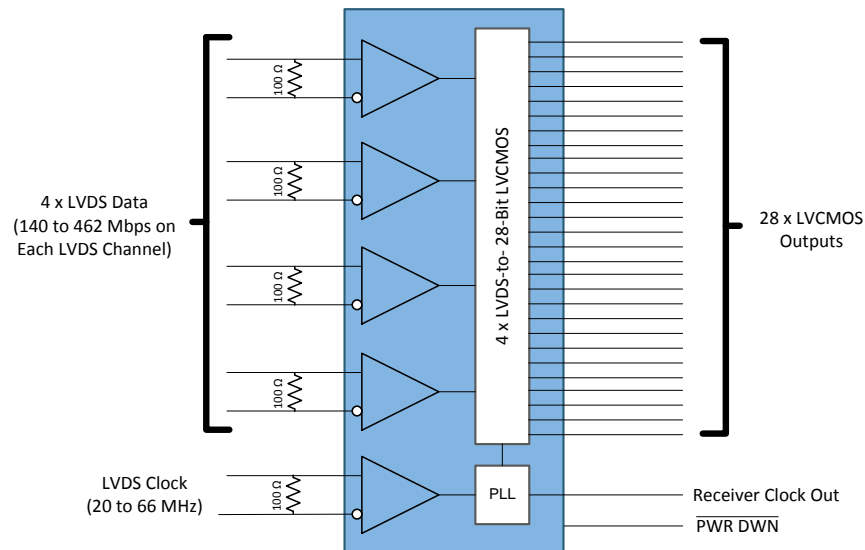 100 Ω
100 Ω
4 x LVDS Data
(140 to 462 Mbps on
Each LVDS Channel)
100 Ω
100 Ω
4 x LVDS-to- 28-Bit LVCMOS
28 x LVCMOS
Outputs
LVDS Clock
(20 to 66 MHz)
100 Ω
PLL
Receiver Clock Out
PWR DWN